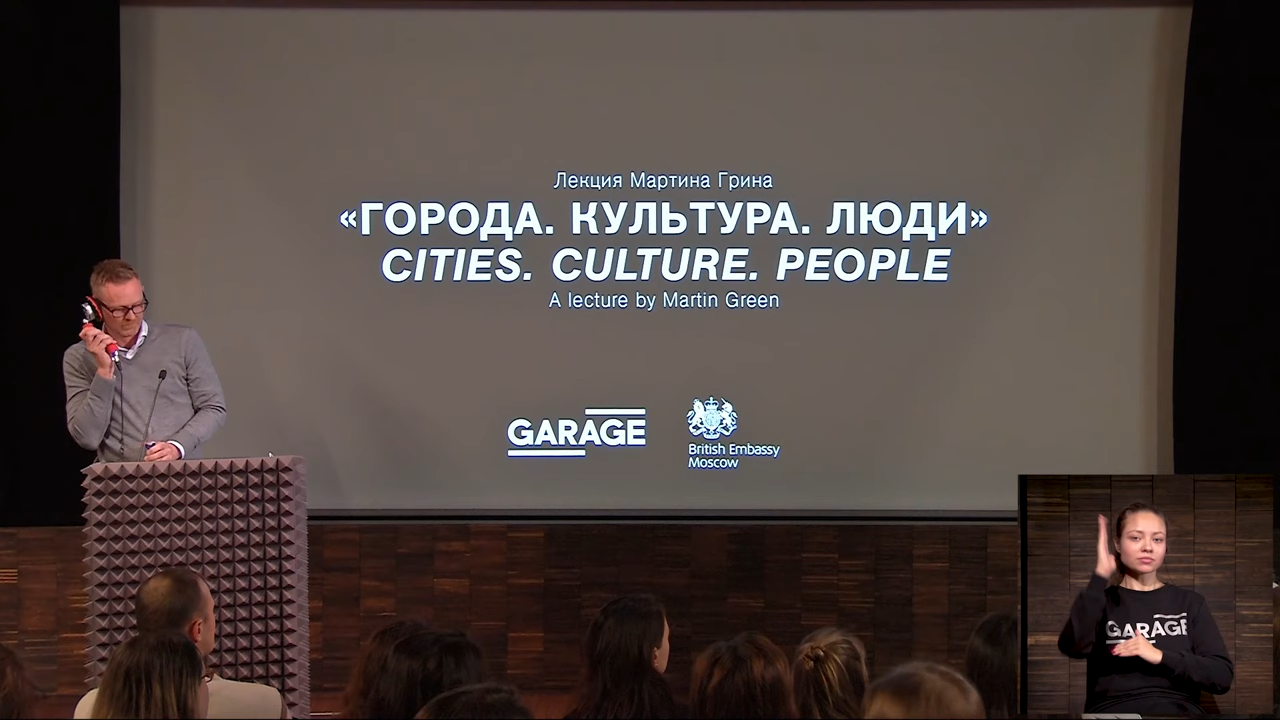 Лекция Мартина Грина
«ГОРОДА. КУЛЬТУРА. ЛЮДИ»
CITIES. CULTURE. PEOPLE
A lecture by Martin Green
GARAGE
British Embassy
Moscow
GARAGE